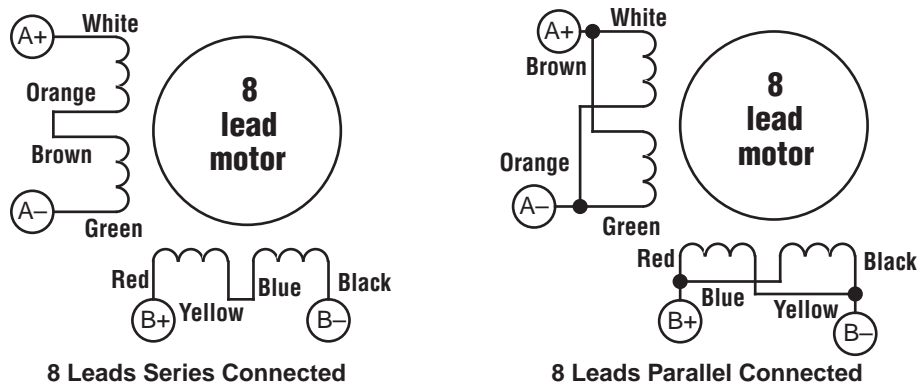 A+
White
Orange
Brown
A–
Green
8
lead
motor
Red
Yellow
Blue
Black
B+
B–
8 Leads Series Connected
A+
White
Brown
Orange
A–
Green
8
lead
motor
Red
Blue
Yellow
Black
B+
B–
8 Leads Parallel Connected